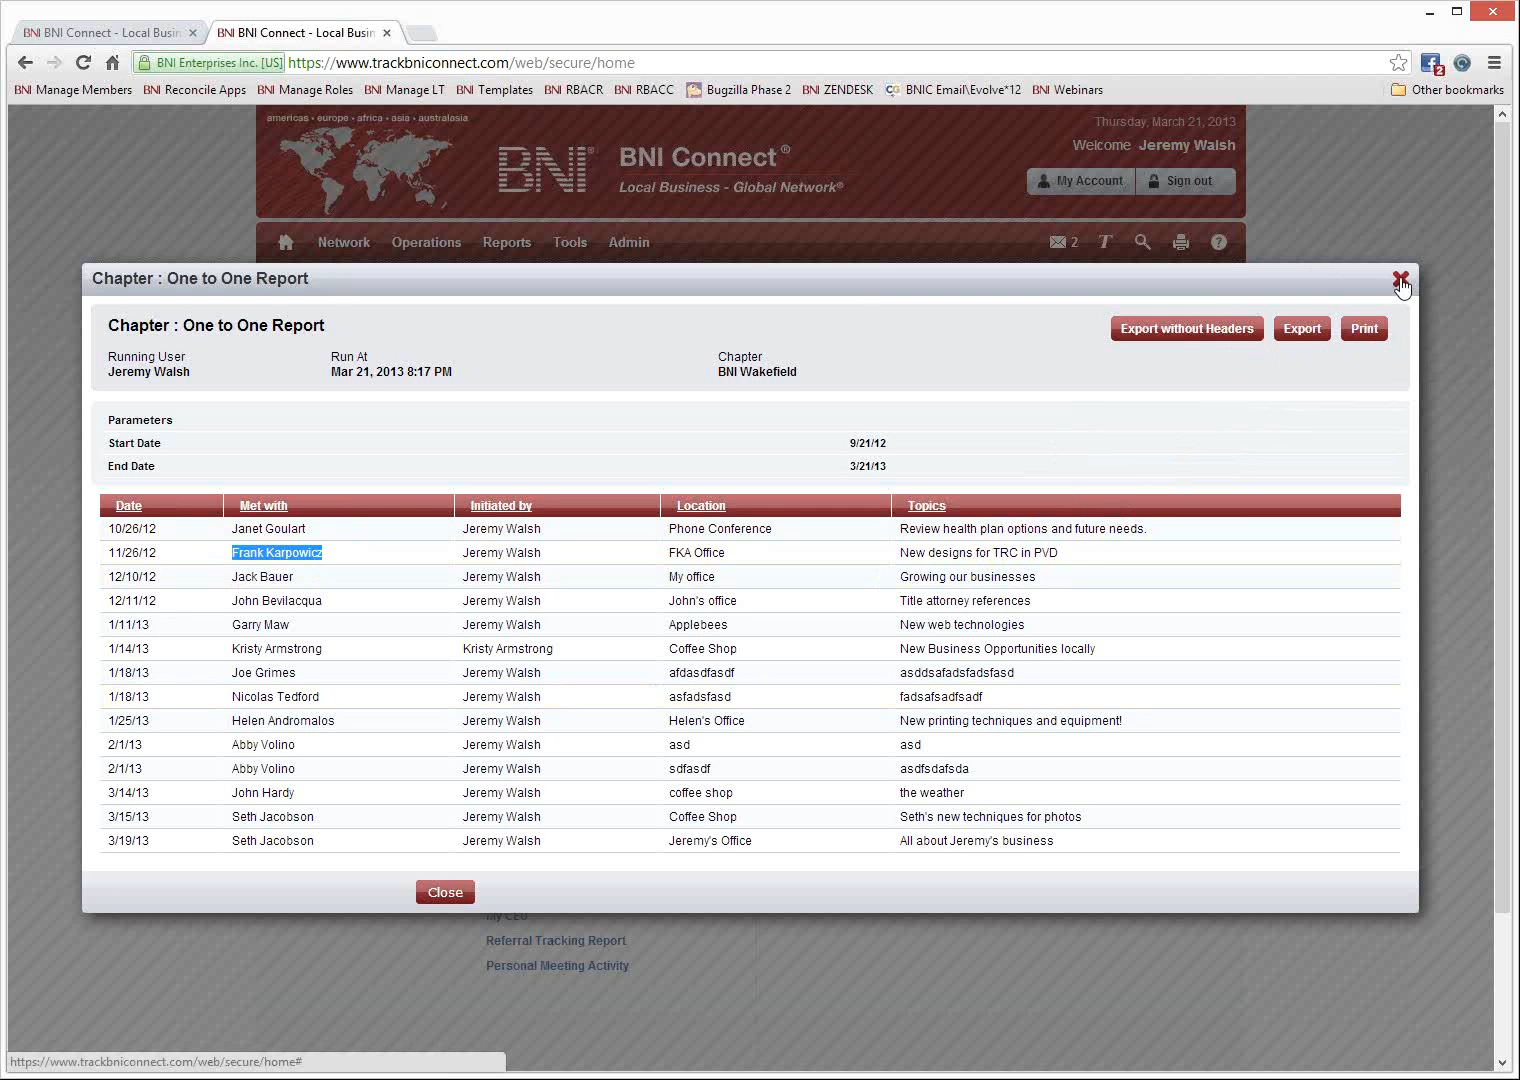 BNI BNI Connect - Local Busin
BNI BNI Connect - Local Busin
BNI Enterprises Inc. [US] https://www.trackbniconnect.com/web/secure/home
BNI Manage Members BNI Reconcile Apps BNI Manage Roles BNI Manage LT BNI Templates BNI RBACR BNI RBACC Bugzilla Phase 2 BNI ZENDESK BNIC Email\Evolve*12 BNI Webinars Other bookmarks
2
americas • europe • africa • asia • australasia
Thursday, March 21, 2013
BNI® BNI Connect®
Local Business - Global Network®
Welcome Jeremy Walsh
My Account Sign out
Network Operations Reports Tools Admin 2 T ?
Chapter : One to One Report
Chapter : One to One Report
Export without Headers Export Print
Running User Run At Chapter
Jeremy Walsh Mar 21, 2013 8:17 PM BNI Wakefield
Parameters
Start Date 9/21/12
End Date 3/21/13
Date Met with Initiated by Location Topics
10/26/12 Janet Goulart Jeremy Walsh Phone Conference Review health plan options and future needs.
11/26/12 Frank Karpowicz Jeremy Walsh FKA Office New designs for TRC in PVD
12/10/12 Jack Bauer Jeremy Walsh My office Growing our businesses
12/11/12 John Bevilacqua Jeremy Walsh John's office Title attorney references
1/11/13 Garry Maw Jeremy Walsh Applebees New web technologies
1/14/13 Kristy Armstrong Kristy Armstrong Coffee Shop New Business Opportunities locally
1/18/13 Joe Grimes Jeremy Walsh afdasdfasdf asddsafadsfadsfasd
1/18/13 Nicolas Tedford Jeremy Walsh asfadsfasd fadsafsadfsadf
1/25/13 Helen Andromalos Jeremy Walsh Helen's Office New printing techniques and equipment!
2/1/13 Abby Volino Jeremy Walsh asd asd
2/1/13 Abby Volino Jeremy Walsh sdfasdf asdfsdafsda
3/14/13 John Hardy Jeremy Walsh coffee shop the weather
3/15/13 Seth Jacobson Jeremy Walsh Coffee Shop Seth's new techniques for photos
3/19/13 Seth Jacobson Jeremy Walsh Jeremy's Office All about Jeremy's business
Close
My CEU
Referral Tracking Report
Personal Meeting Activity
https://www.trackbniconnect.com/web/secure/home#